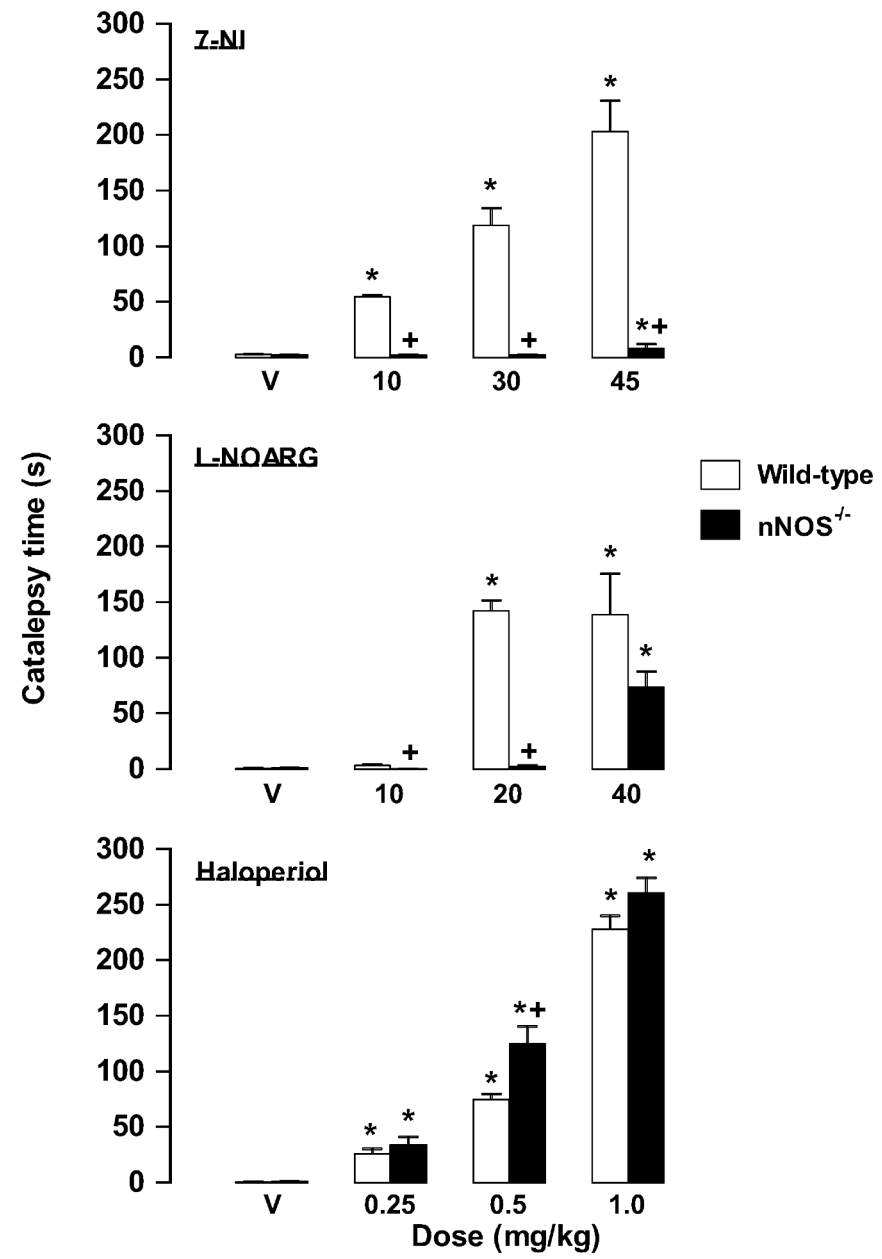 300
7-NI
250
200
150
100
50
0
* * * + + *+
V 10 30 45
Catalepsy time (s)
300
L-NOARG
250
200
150
100
50
0
* * * + +
V 10 20 40
Wild-type
nNOS-/-
300
Haloperiol
250
200
150
100
50
0
* * * *+ * *
V 0.25 0.5 1.0
Dose (mg/kg)